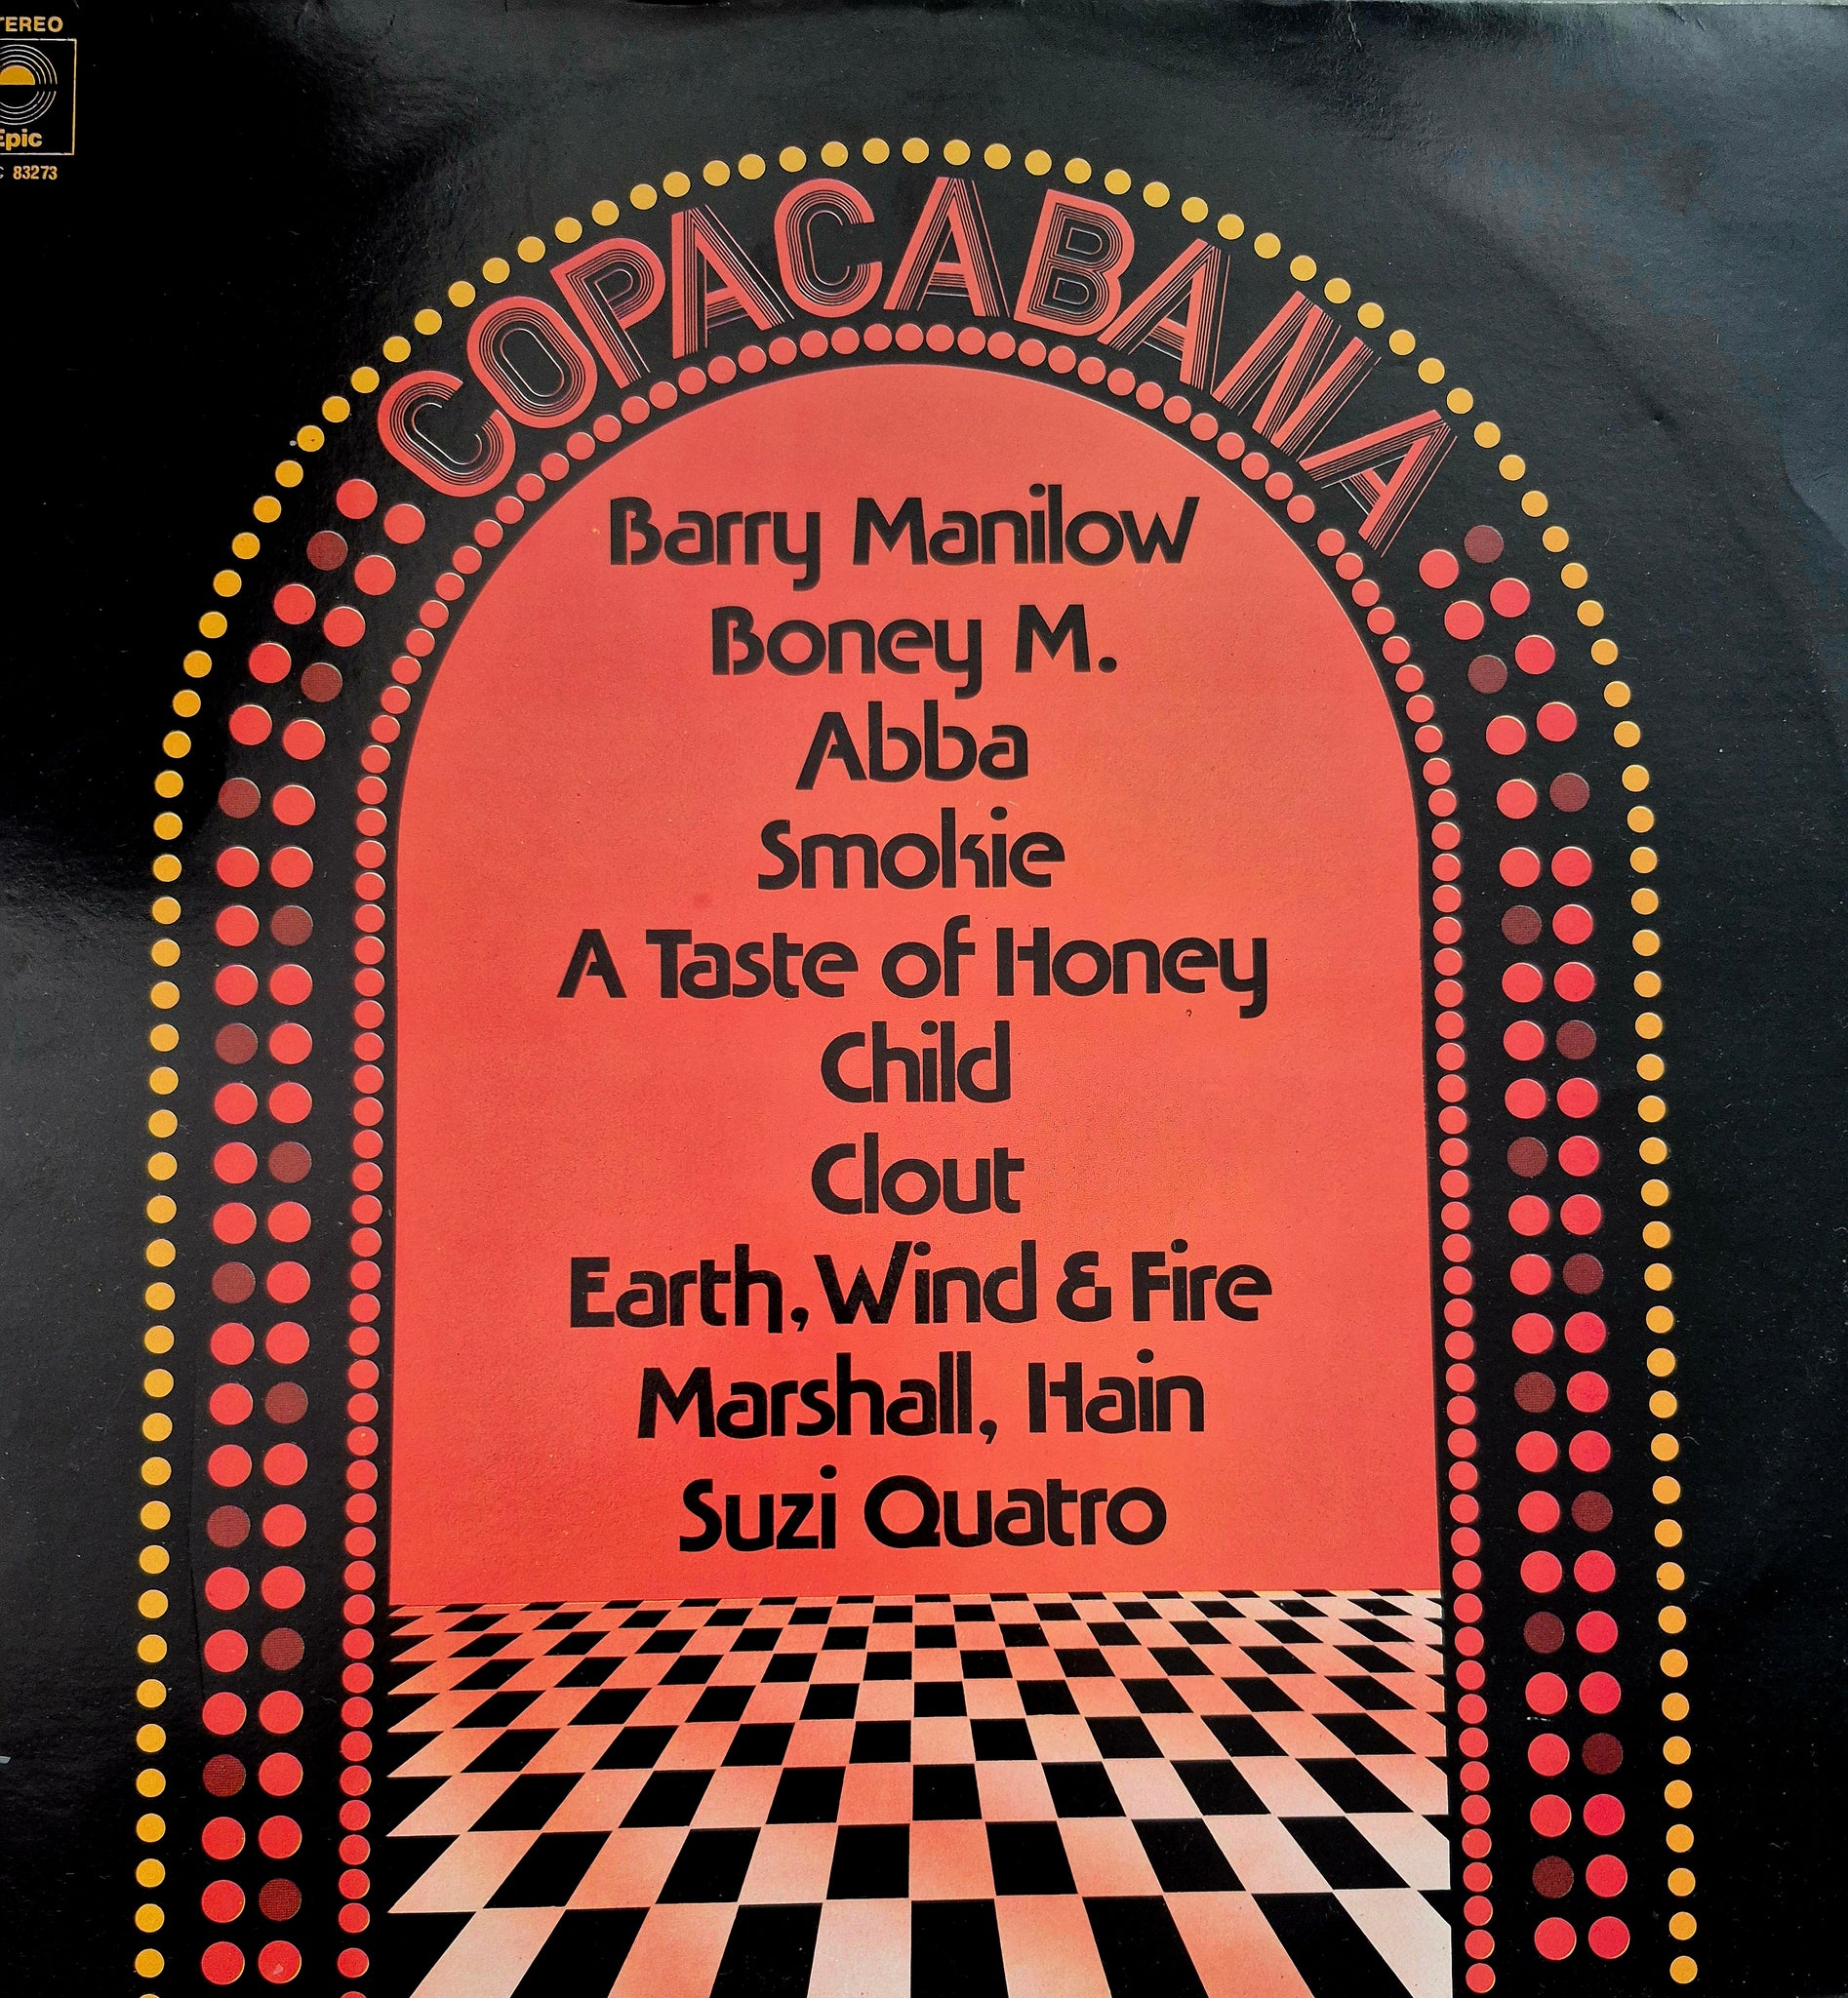 TEREO
Epic
C 83273
COPACABANA
Barry Manilow
Boney M.
Abba
Smokie
A Taste of Honey
Child
Clout
Earth, Wind & Fire
Marshall, Hain
Suzi Quatro